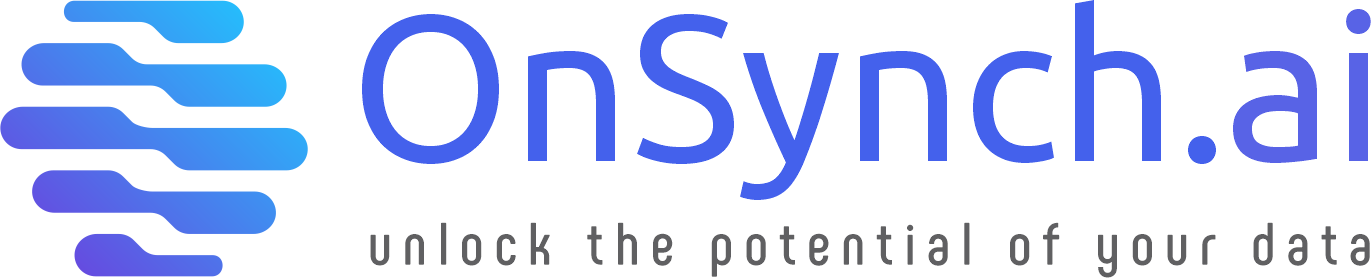 OnSynch.ai
unlock the potential of your data